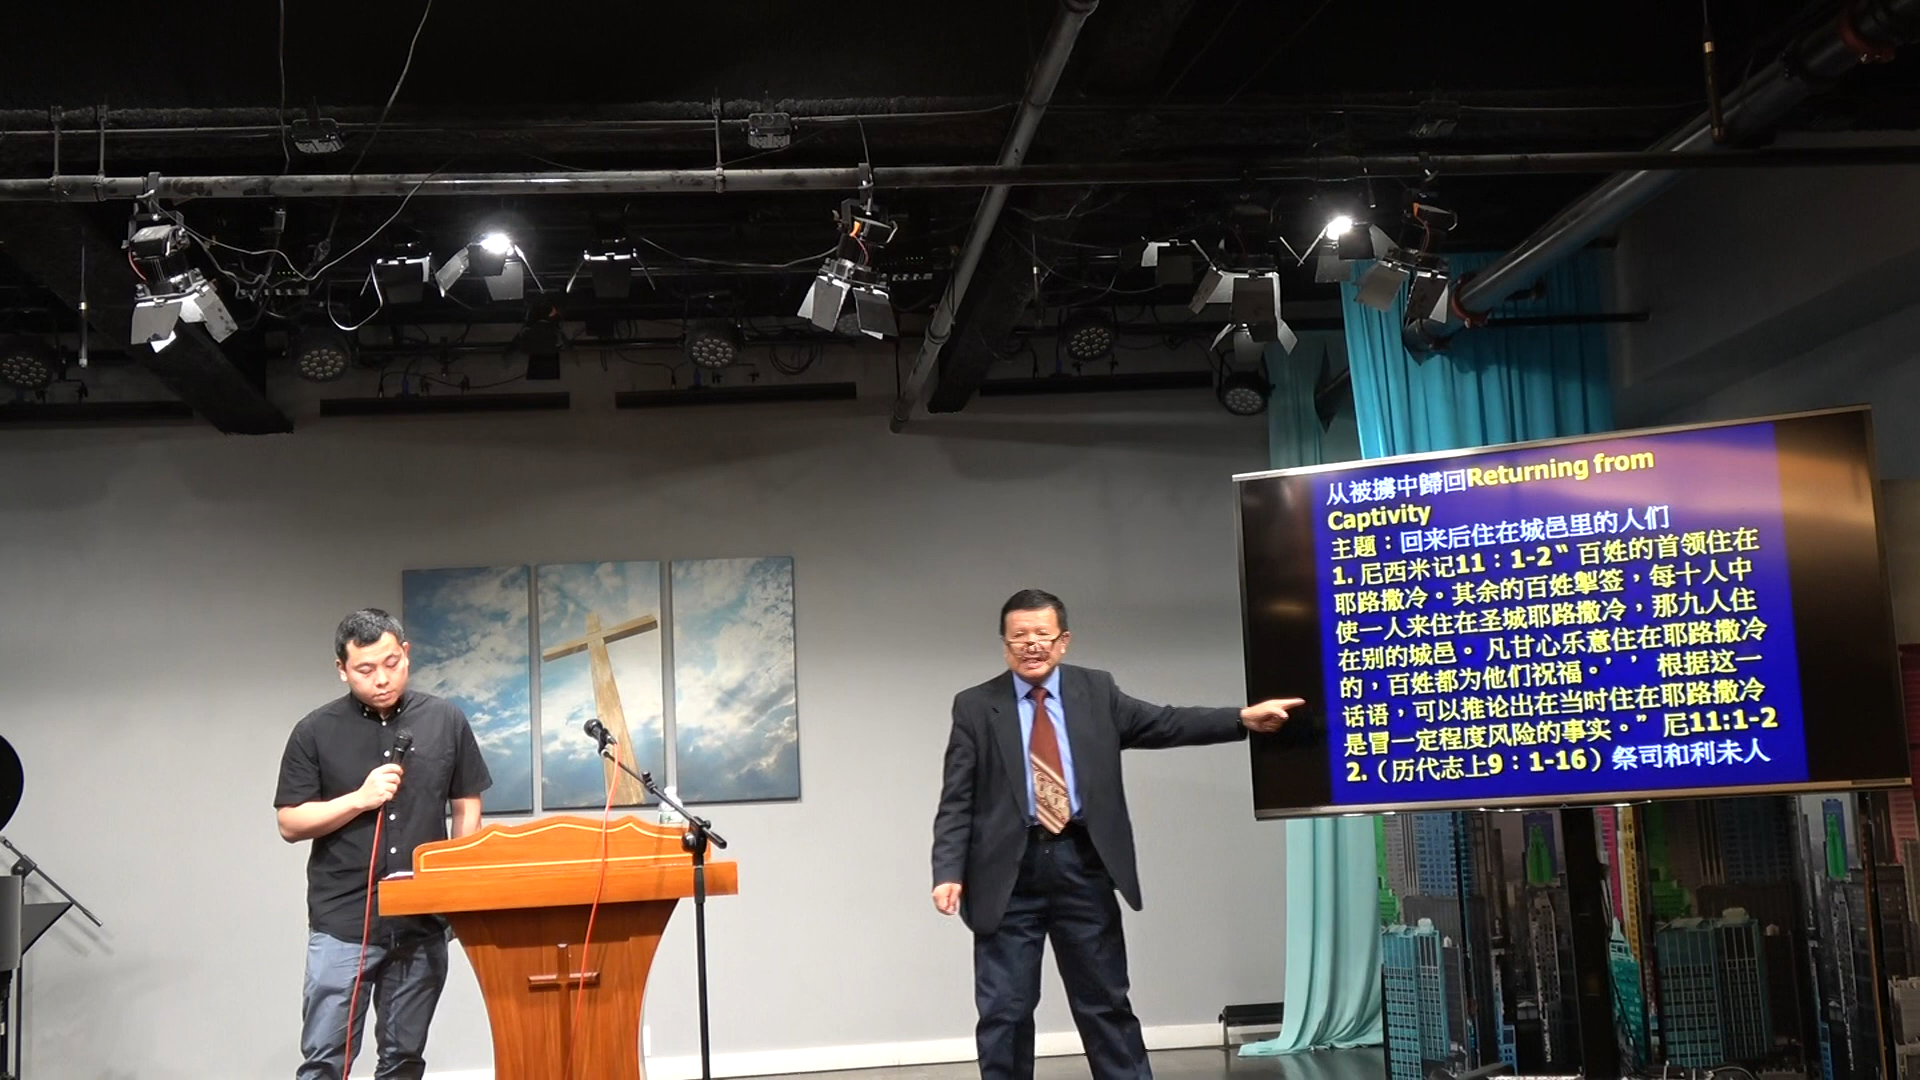 从被擄中歸回Returning from
Captivity
主题：回来后住在城邑里的人们
1. 尼西米记11：1-2 “ 百姓的首领住在
耶路撒冷。其余的百姓掣签，每十人中
使一人来住在圣城耶路撒冷，那九人住
在别的城邑。 凡甘心乐意住在耶路撒冷
的，百姓都为他们祝福。’ ’ 根据这一
话语，可以推论出在当时住在耶路撒冷
是冒一定程度风险的事实。” 尼11:1-2
2.（历代志上9：1-16）祭司和利未人